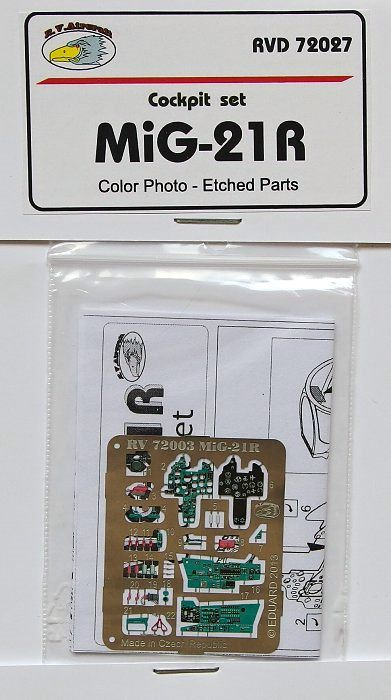 R.V.Aircraft
RVD 72027
Cockpit set
MiG-21R
Color Photo - Etched Parts
RV 72003 MiG-21R
© EDUARD 2013
Made in Czech Republic